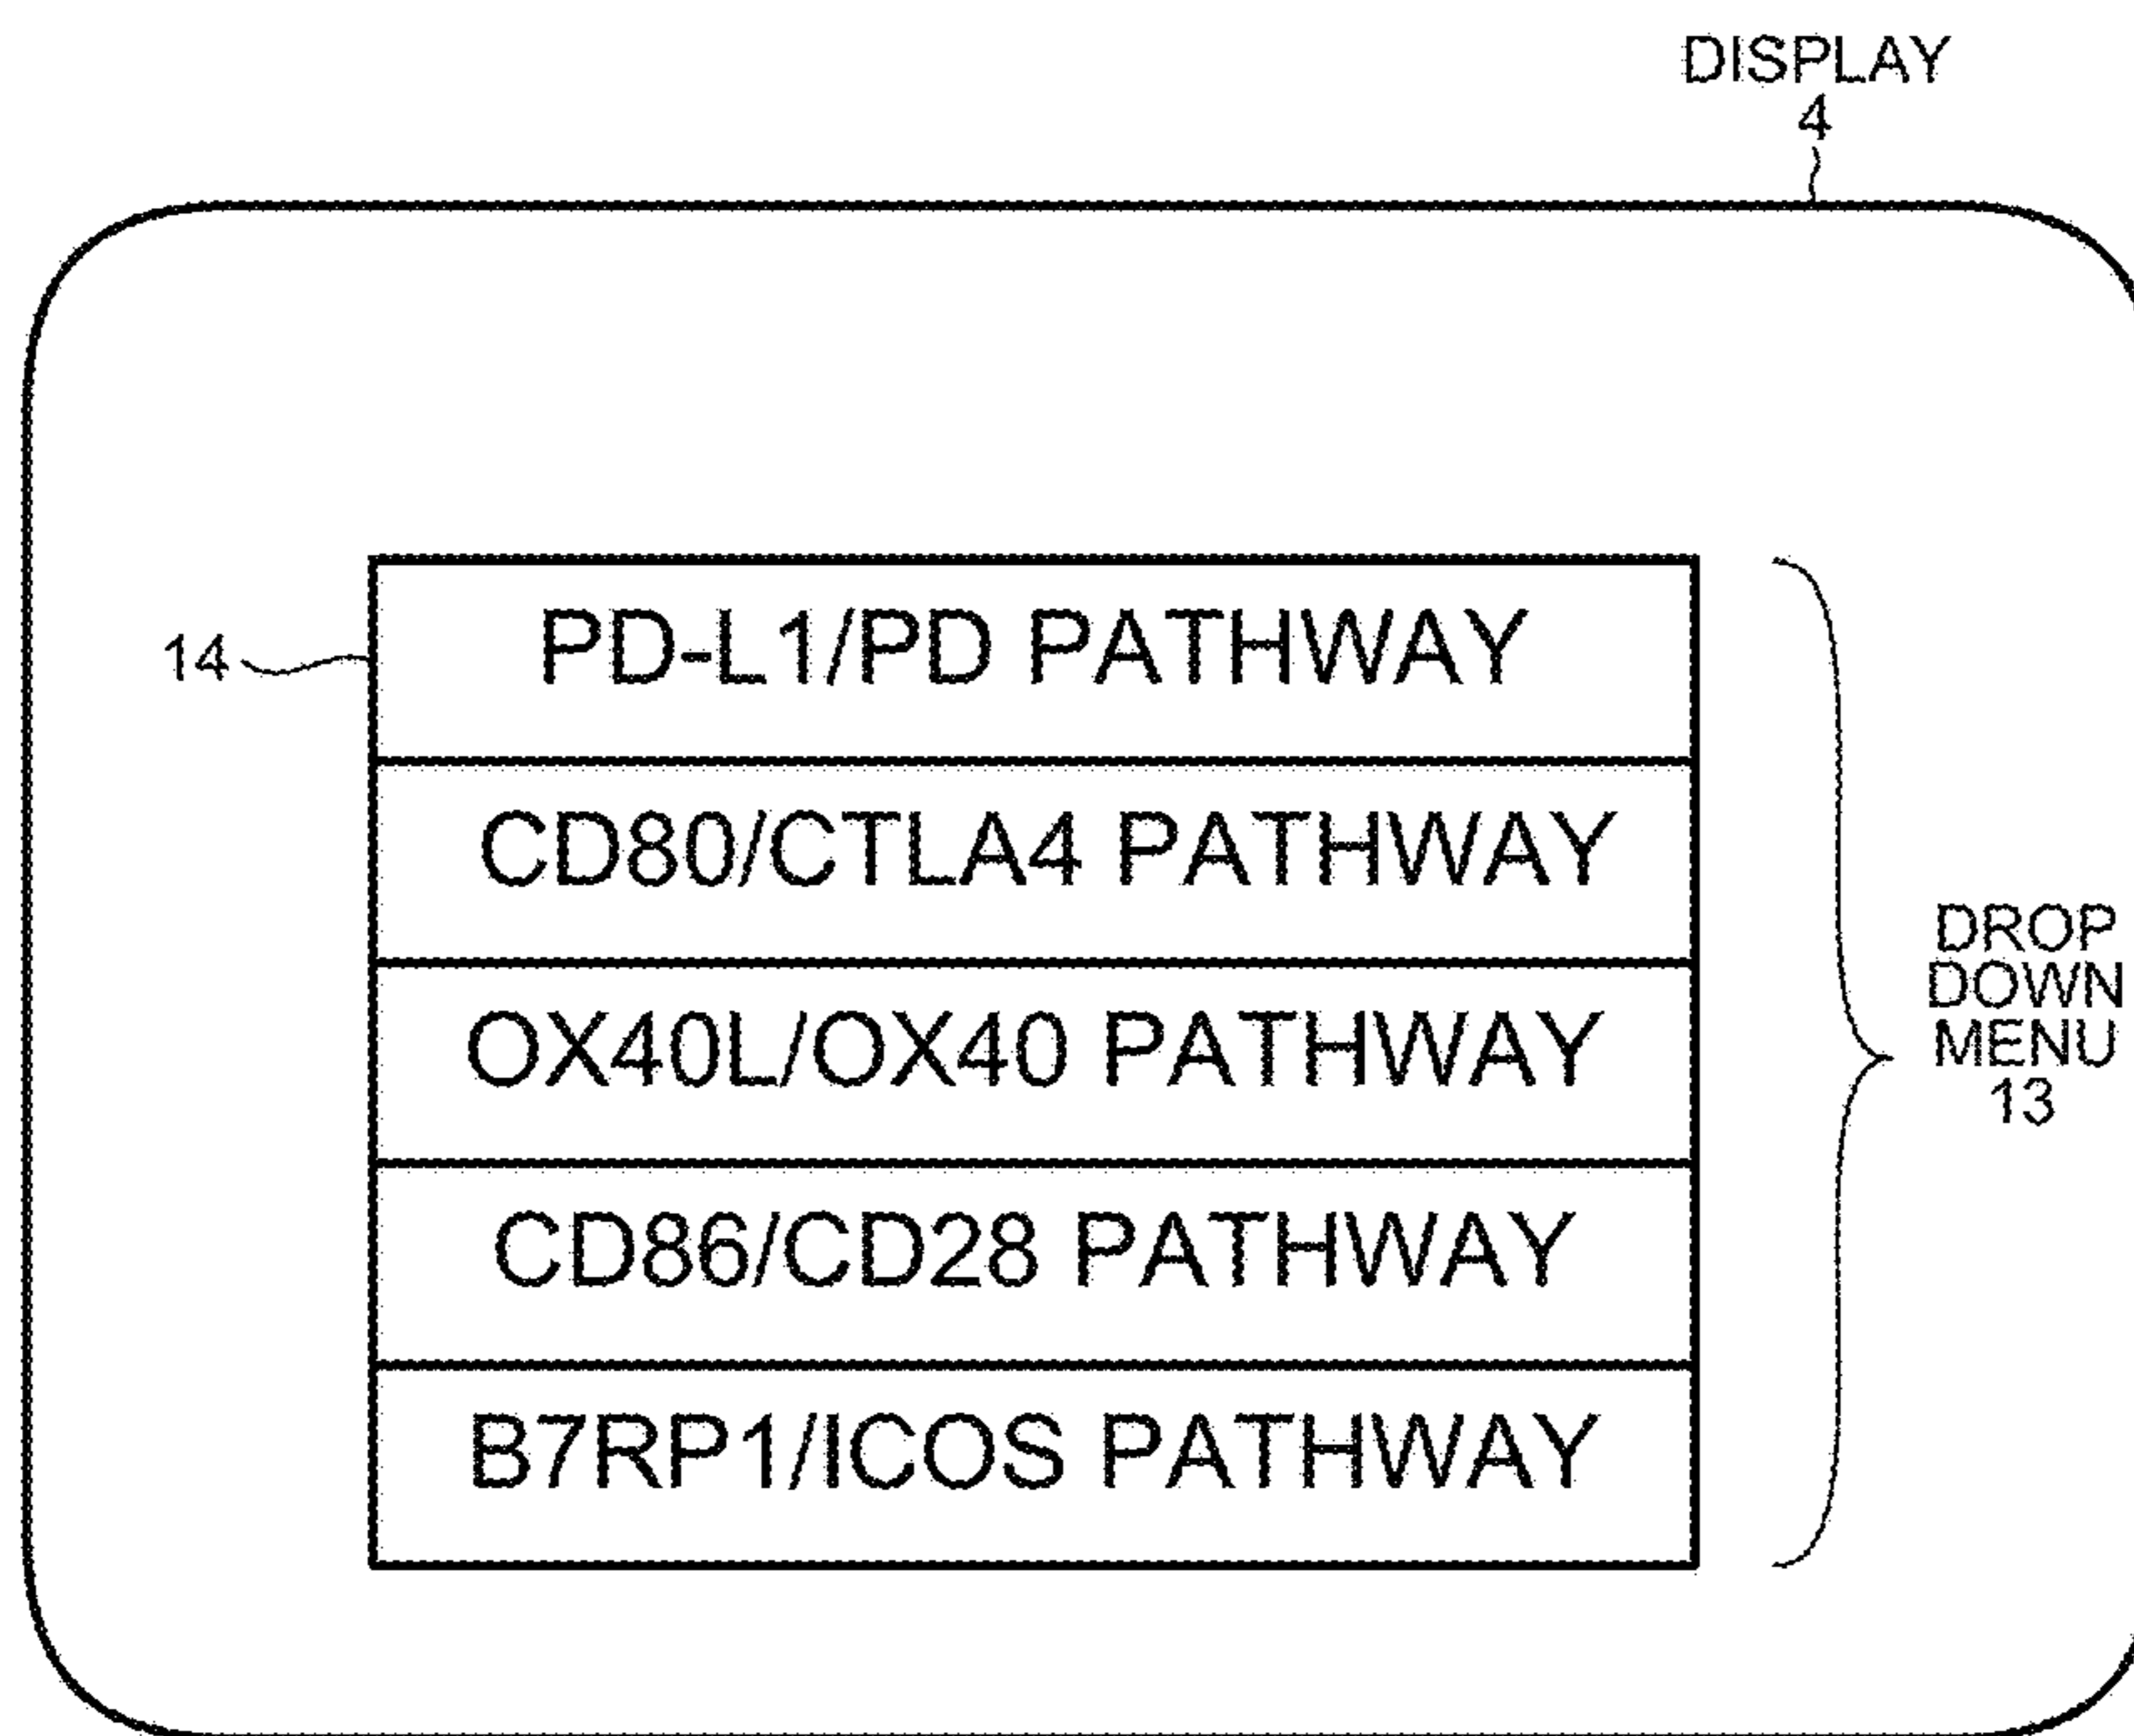 DISPLAY
4
14
PD-L1/PD PATHWAY
CD80/CTLA4 PATHWAY
OX40L/OX40 PATHWAY
CD86/CD28 PATHWAY
B7RP1/ICOS PATHWAY
DROP
DOWN
MENU
13